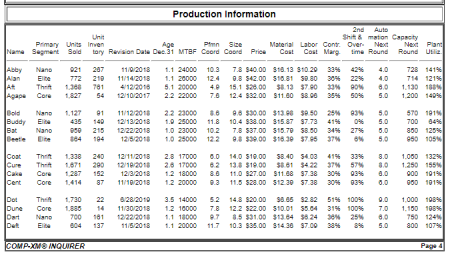 Production Information
2nd Auto
Unit Shift & mation Capacity
Primary Units Inven Age Pfmn Size Material Labor Contr. Over- Next Next Plant
Name Segment Sold tory Revision Date Dec.31 MTBF Coord Coord Price Cost Cost Marg. time Round Round Utiliz.
Abby Nano 921 267 11/9/2018 1.1 24000 10.3 7.8 $40.00 $16.13 $10.29 33% 42% 4.0 728 141%
Alan Elite 772 219 11/14/2018 1.1 26000 12.4 9.8 $42.00 $16.81 $9.80 36% 22% 4.0 714 121%
Aft Thrift 1,368 761 4/12/2016 5.1 20000 4.9 15.1 $26.00 $8.13 $7.90 33% 90% 6.0 1,130 188%
Agape Core 1,827 54 12/10/2017 2.2 22000 7.6 12.4 $32.00 $11.60 $8.96 35% 50% 5.0 1,200 149%
Bold Nano 1,127 91 11/12/2018 2.2 23000 8.6 9.6 $33.00 $13.98 $9.50 25% 93% 5.0 570 191%
Buddy Elite 435 149 12/13/2018 1.9 25000 11.8 10.4 $38.00 $15.87 $7.73 41% 0% 5.0 700 64%
Bat Nano 959 215 12/22/2018 1.0 23000 10.2 7.8 $37.00 $15.79 $8.50 34% 27% 5.0 850 125%
Beetle Elite 864 194 12/5/2018 1.0 25000 12.2 9.8 $39.00 $16.39 $7.95 37% 6% 5.0 950 105%
Coat Thrift 1,338 240 12/11/2018 2.8 17000 6.0 14.0 $19.00 $8.40 $4.03 41% 33% 8.0 1,050 132%
Cure Thrift 1,671 290 12/19/2018 2.6 17000 6.2 13.8 $19.00 $8.61 $4.22 37% 57% 8.0 1,250 155%
Cake Core 1,287 152 12/3/2018 1.2 18000 8.6 11.0 $27.00 $11.68 $7.38 30% 93% 6.0 900 191%
Cent Core 1,414 87 11/19/2018 1.2 20000 9.3 11.5 $28.00 $12.39 $7.38 30% 93% 6.0 950 191%
Dot Thrift 1,730 22 6/28/2019 3.5 14000 5.2 14.8 $20.00 $6.65 $2.82 51% 100% 9.0 1,000 198%
Dune Core 1,885 14 11/30/2018 1.2 16000 7.8 12.2 $22.00 $10.01 $5.64 31% 100% 7.0 1,150 198%
Dart Nano 700 161 12/22/2018 1.1 18000 9.7 8.5 $31.00 $13.64 $6.24 36% 25% 6.0 750 124%
Deft Elite 604 137 11/5/2018 1.1 20000 11.7 10.3 $35.00 $14.36 $7.09 38% 8% 5.0 800 107%
COMP-XM® INQUIRER Page 4